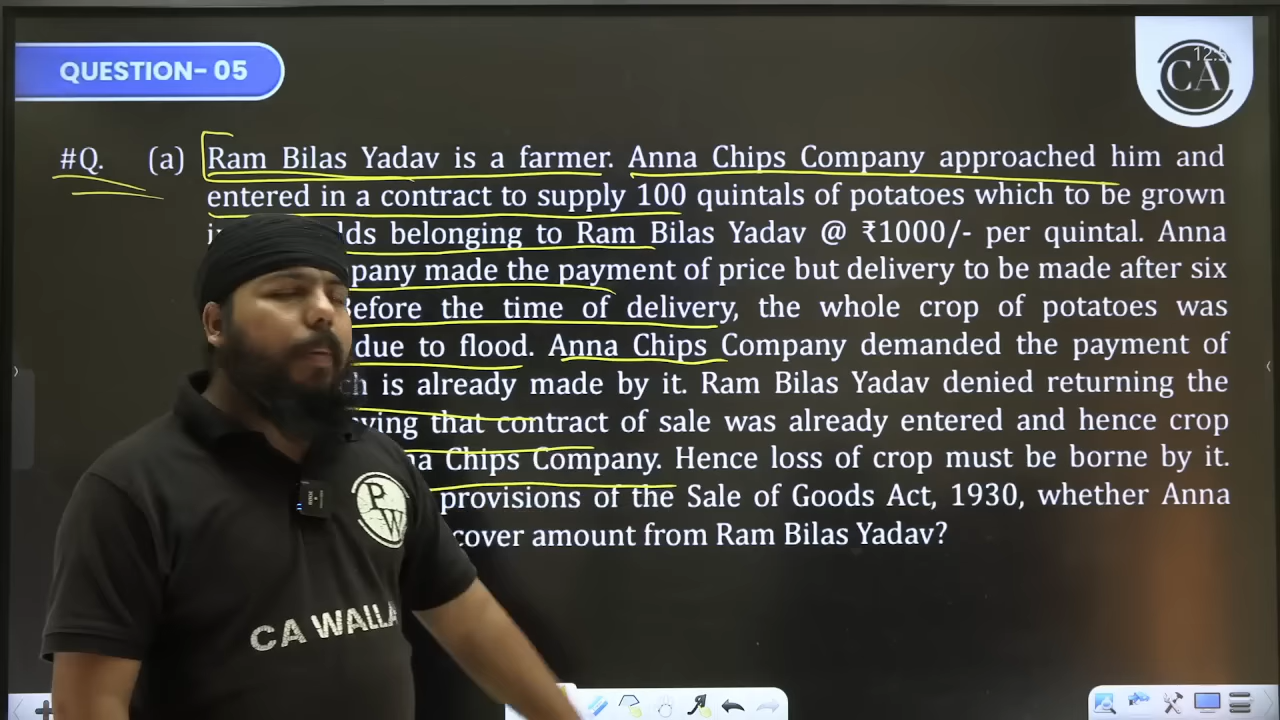 QUESTION- 05
12:5
CA
#Q. (a) Ram Bilas Yadav is a farmer. Anna Chips Company approached him and
entered in a contract to supply 100 quintals of potatoes which to be grown
belonging to Ram Bilas Yadav @ ₹1000/- per quintal. Anna
made the payment of price but delivery to be made after six
Before the time of delivery, the whole crop of potatoes was
due to flood. Anna Chips Company demanded the payment of
is already made by it. Ram Bilas Yadav denied returning the
that contract of sale was already entered and hence crop
Chips Company. Hence loss of crop must be borne by it.
provisions of the Sale of Goods Act, 1930, whether Anna
amount from Ram Bilas Yadav?
PW
CA WALLA